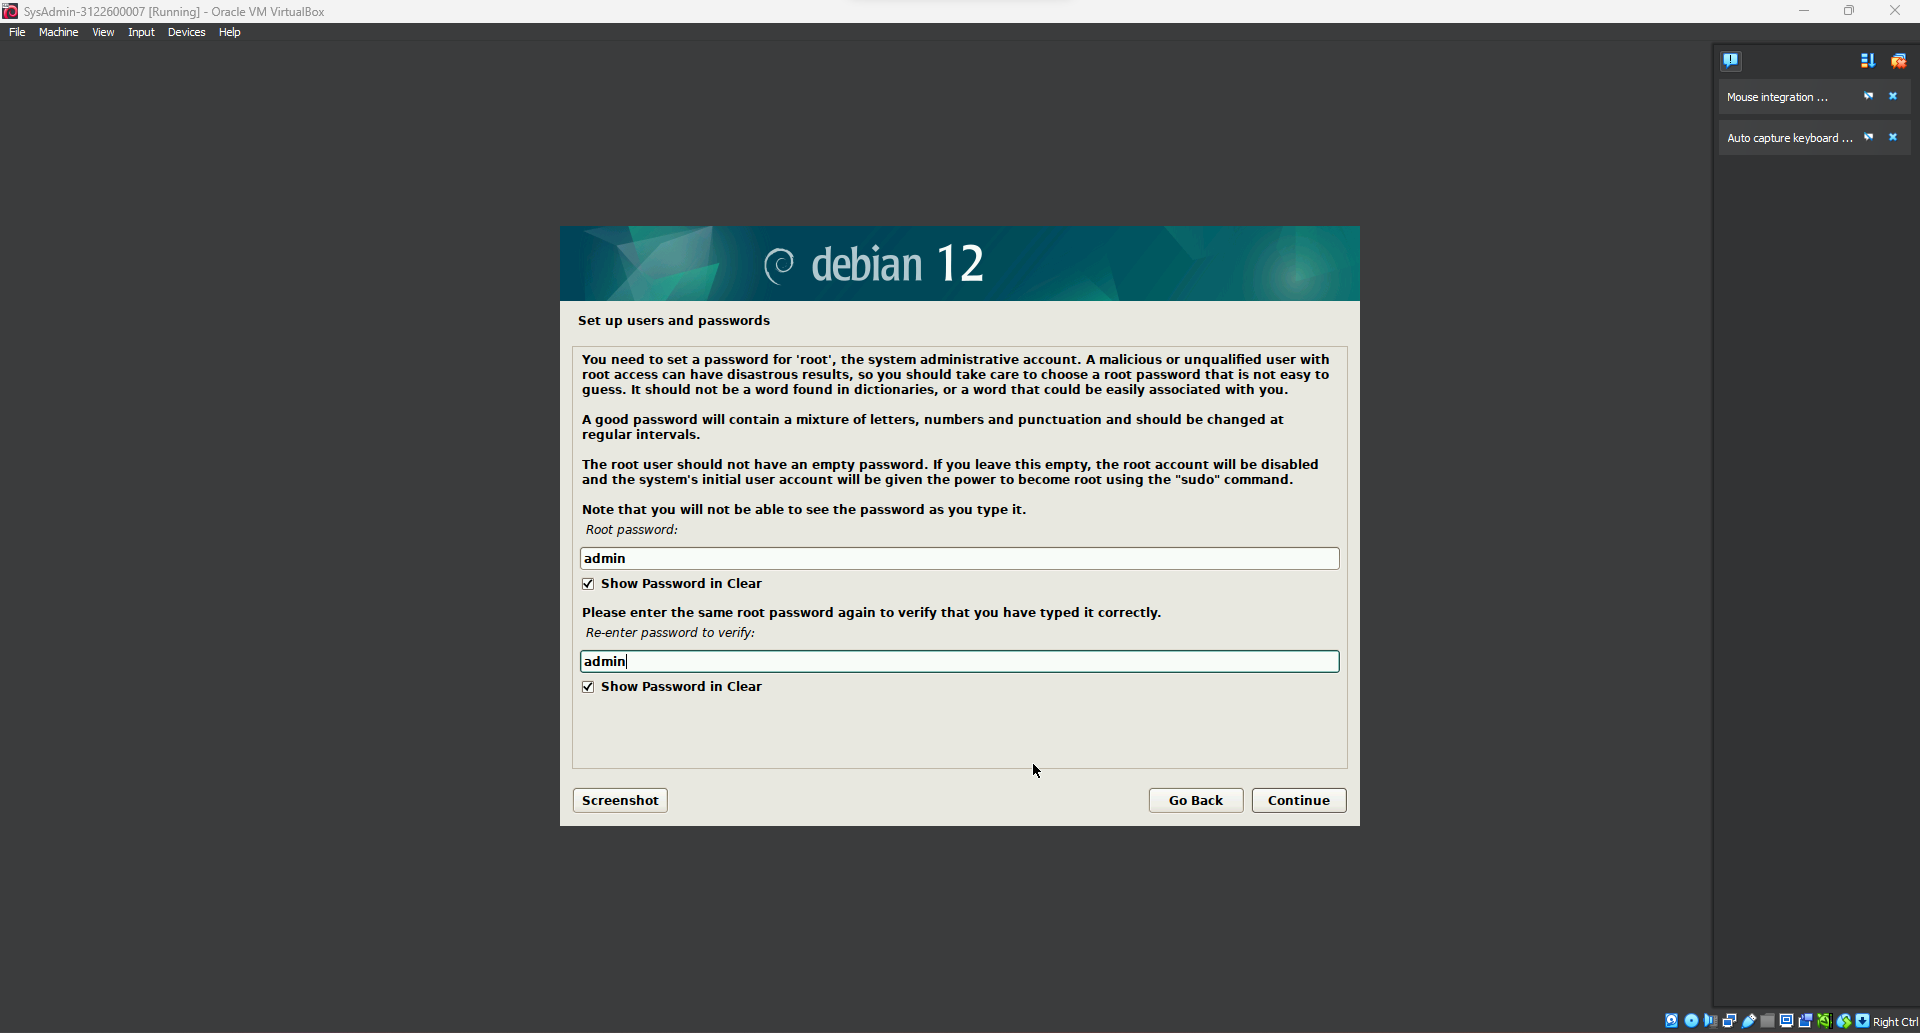 SysAdmin-3122600007 [Running] - Oracle VM VirtualBox
File Machine View Input Devices Help
Mouse integration ...
Auto capture keyboard ...
debian 12
Set up users and passwords
You need to set a password for 'root', the system administrative account. A malicious or unqualified user with
root access can have disastrous results, so you should take care to choose a root password that is not easy to
guess. It should not be a word found in dictionaries, or a word that could be easily associated with you.
A good password will contain a mixture of letters, numbers and punctuation and should be changed at
regular intervals.
The root user should not have an empty password. If you leave this empty, the root account will be disabled
and the system's initial user account will be given the power to become root using the "sudo" command.
Note that you will not be able to see the password as you type it.
Root password:
admin
Show Password in Clear
Please enter the same root password again to verify that you have typed it correctly.
Re-enter password to verify:
admin
Show Password in Clear
Screenshot Go Back Continue
Right Ctrl